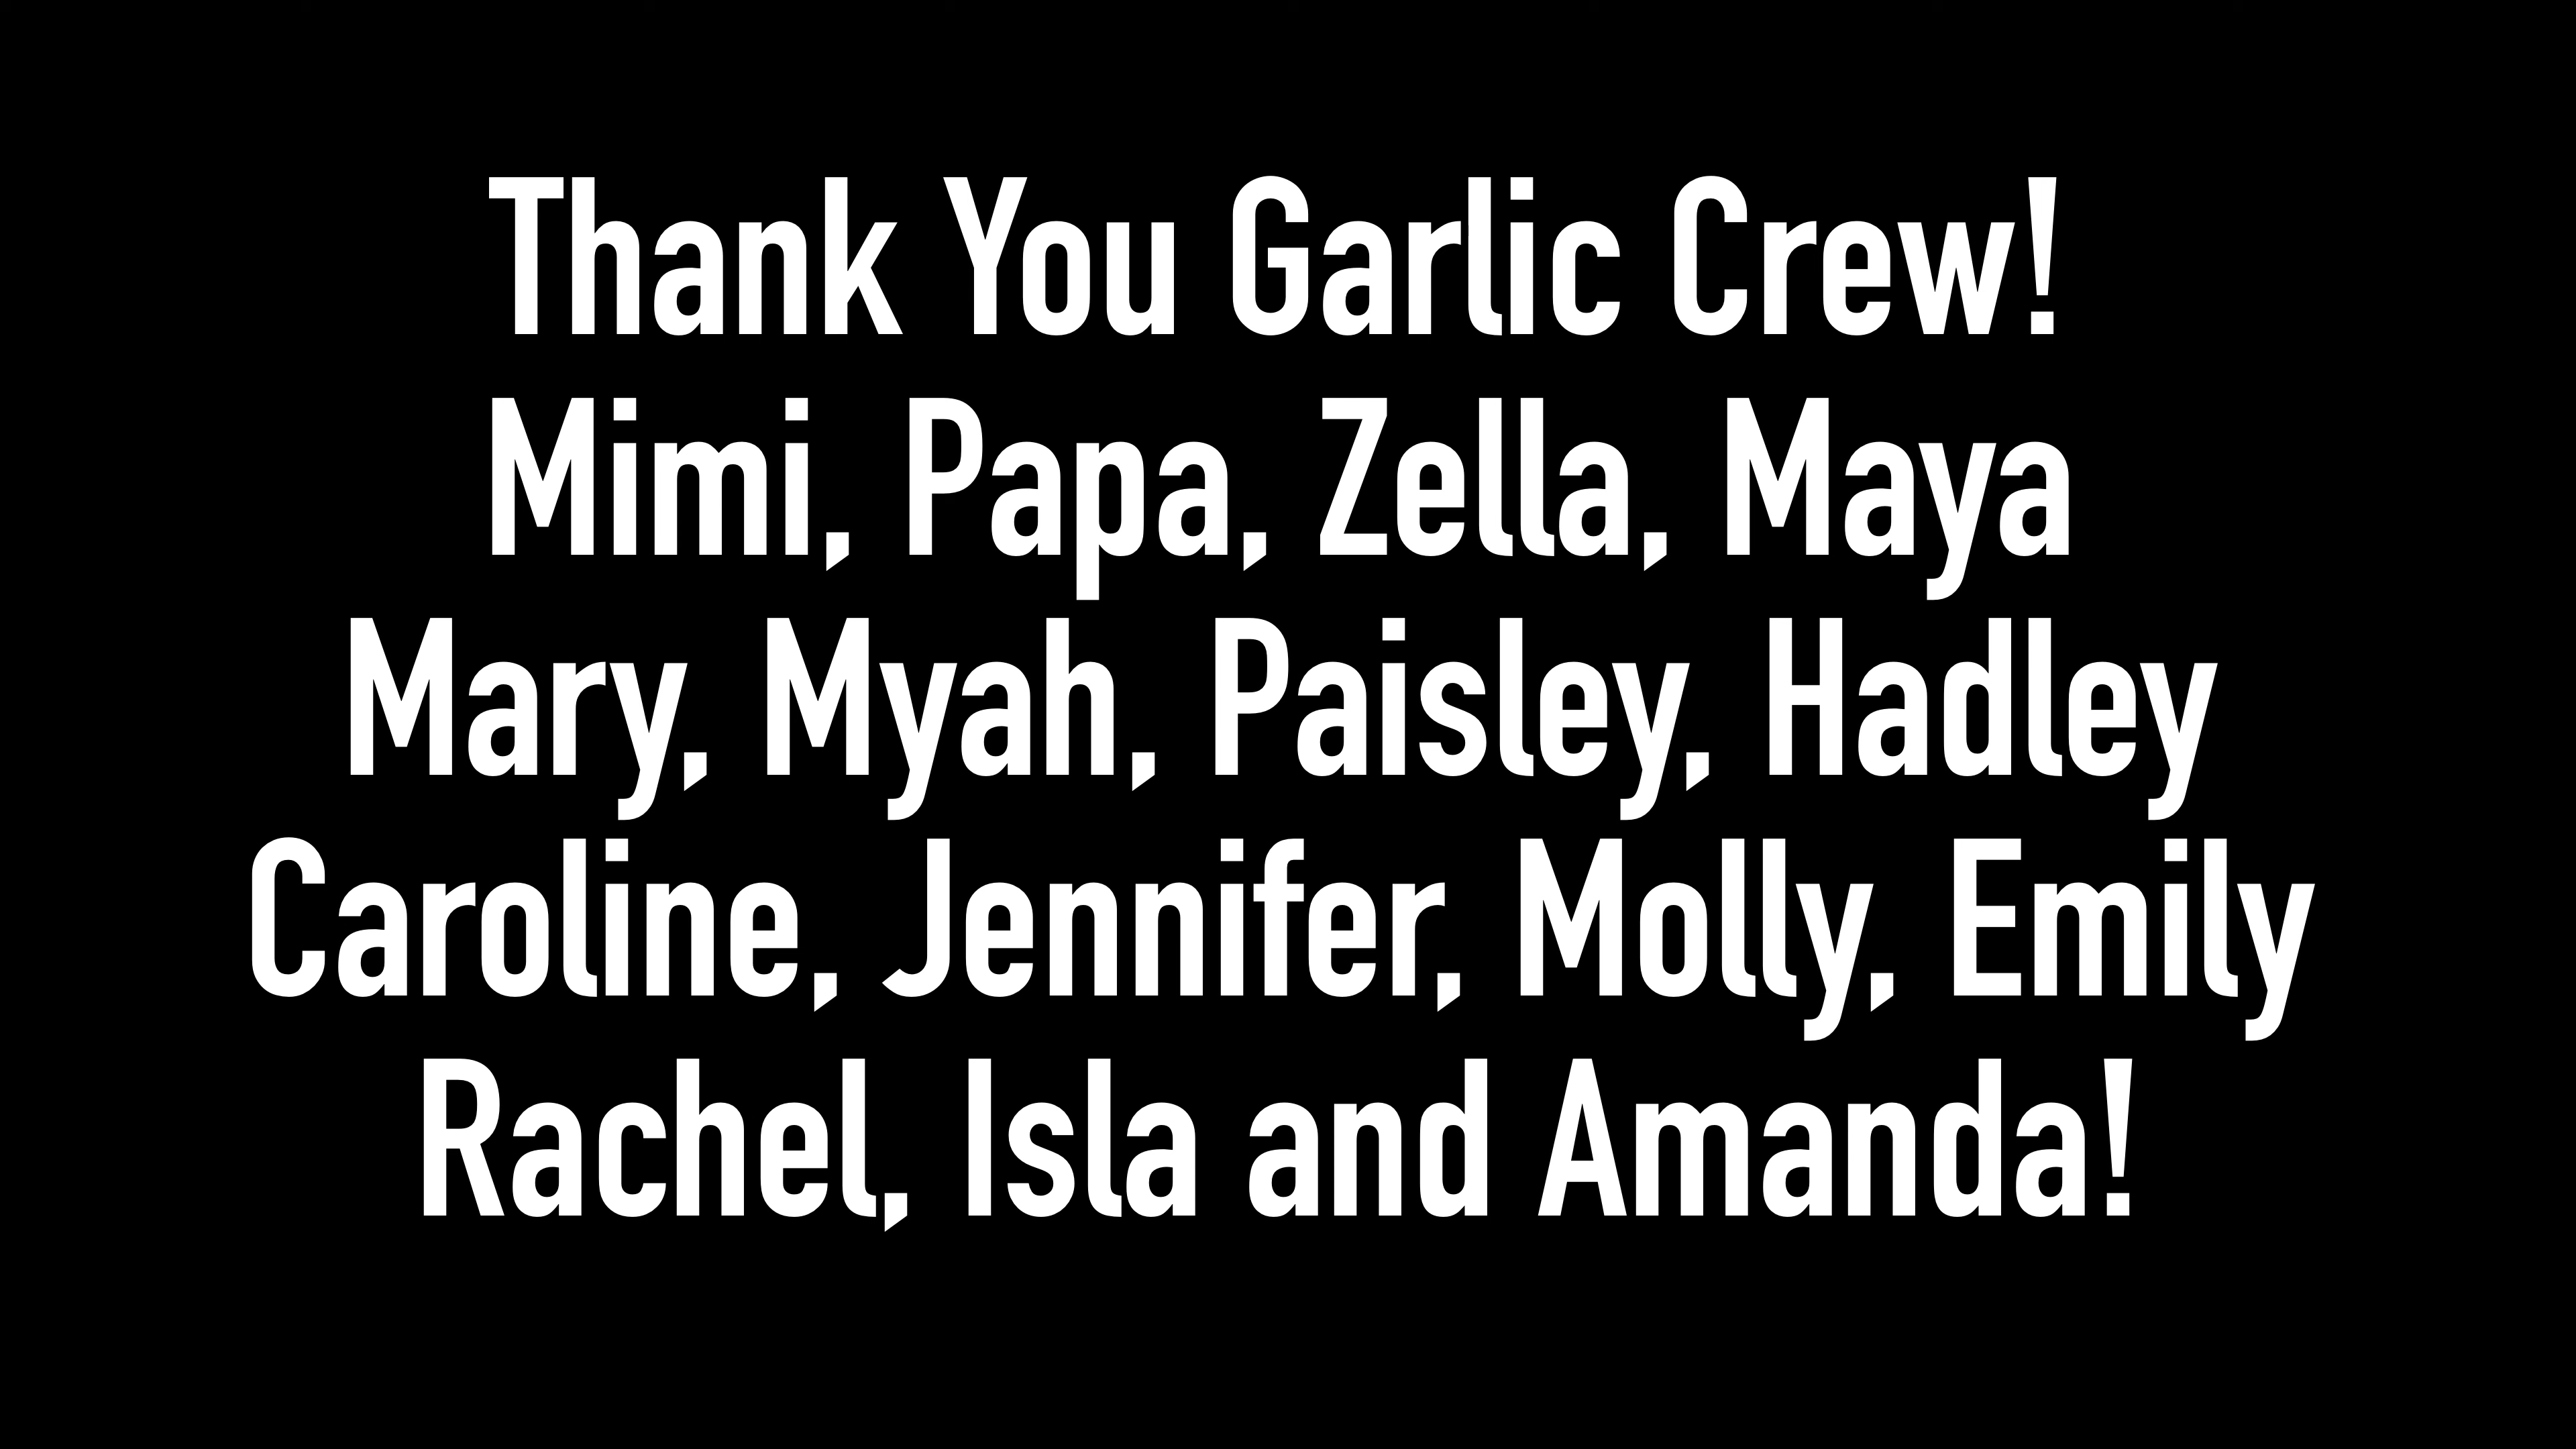 Thank You Garlic Crew!
Mimi, Papa, Zella, Maya
Mary, Myah, Paisley, Hadley
Caroline, Jennifer, Molly, Emily
Rachel, Isla and Amanda!